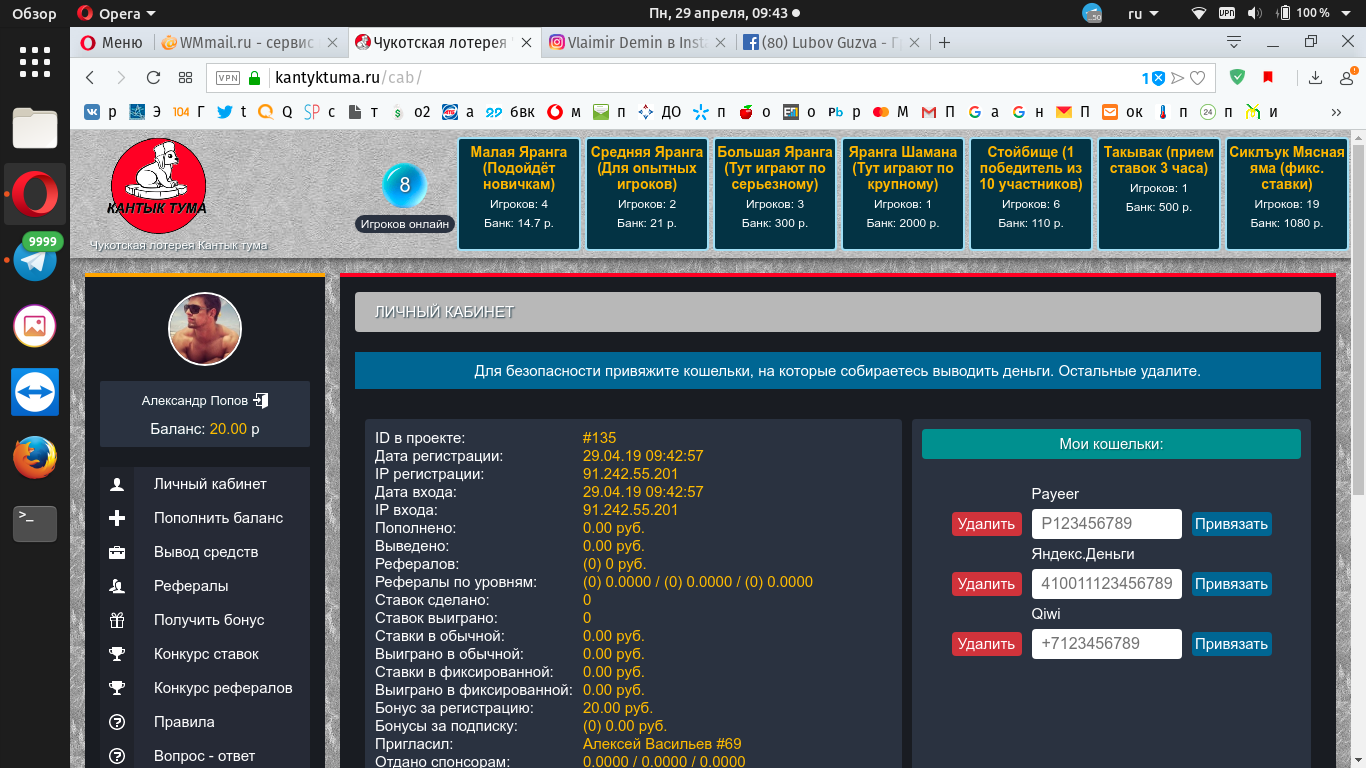 Обзор
Opera
Пн, 29 апреля, 09:43
50
ru
VPN
100 %
Меню
WMmail.ru - сервис
Чукотская лотерея
Vlaimir Demin в Inst
(80) Lubov Guzva - Г
VPN
kantyktuma.ru/cab/
1
р Э 104 Г t Q SP с т о2 а бвк м п ДО п о о Pb р М П а н П ок п 24 п и
9999
КАНТЫК ТУМА
Чукотская лотерея Кантык тума
8
Игроков онлайн
Малая Яранга
(Подойдёт
новичкам)
Игроков: 4
Банк: 14.7 р.
Средняя Яранга
(Для опытных
игроков)
Игроков: 2
Банк: 21 р.
Большая Яранга
(Тут играют по
серьезному)
Игроков: 3
Банк: 300 р.
Яранга Шамана
(Тут играют по
крупному)
Игроков: 1
Банк: 2000 р.
Стойбище (1
победитель из
10 участников)
Игроков: 6
Банк: 110 р.
Такывак (прием
ставок 3 часа)
Игроков: 1
Банк: 500 р.
Сиклъук Мясная
яма (фикс.
ставки)
Игроков: 19
Банк: 1080 р.
Александр Попов
Баланс: 20.00 р
Личный кабинет
Пополнить баланс
Вывод средств
Рефералы
Получить бонус
Конкурс ставок
Конкурс рефералов
Правила
Вопрос - ответ
ЛИЧНЫЙ КАБИНЕТ
Для безопасности привяжите кошельки, на которые собираетесь выводить деньги. Остальные удалите.
ID в проекте: #135
Дата регистрации: 29.04.19 09:42:57
IP регистрации: 91.242.55.201
Дата входа: 29.04.19 09:42:57
IP входа: 91.242.55.201
Пополнено: 0.00 руб.
Выведено: 0.00 руб.
Рефералов: (0) 0 руб.
Рефералы по уровням: (0) 0.0000 / (0) 0.0000 / (0) 0.0000
Ставок сделано: 0
Ставок выиграно: 0
Ставки в обычной: 0.00 руб.
Выиграно в обычной: 0.00 руб.
Ставки в фиксированной: 0.00 руб.
Выиграно в фиксированной: 0.00 руб.
Бонус за регистрацию: 20.00 руб.
Бонусы за подписку: (0) 0.00 руб.
Пригласил: Алексей Васильев #69
Отдано спонсорам: 0.0000 / 0.0000 / 0.0000
Мои кошельки:
Payeer
Удалить P123456789 Привязать
Яндекс.Деньги
Удалить 410011123456789 Привязать
Qiwi
Удалить +7123456789 Привязать